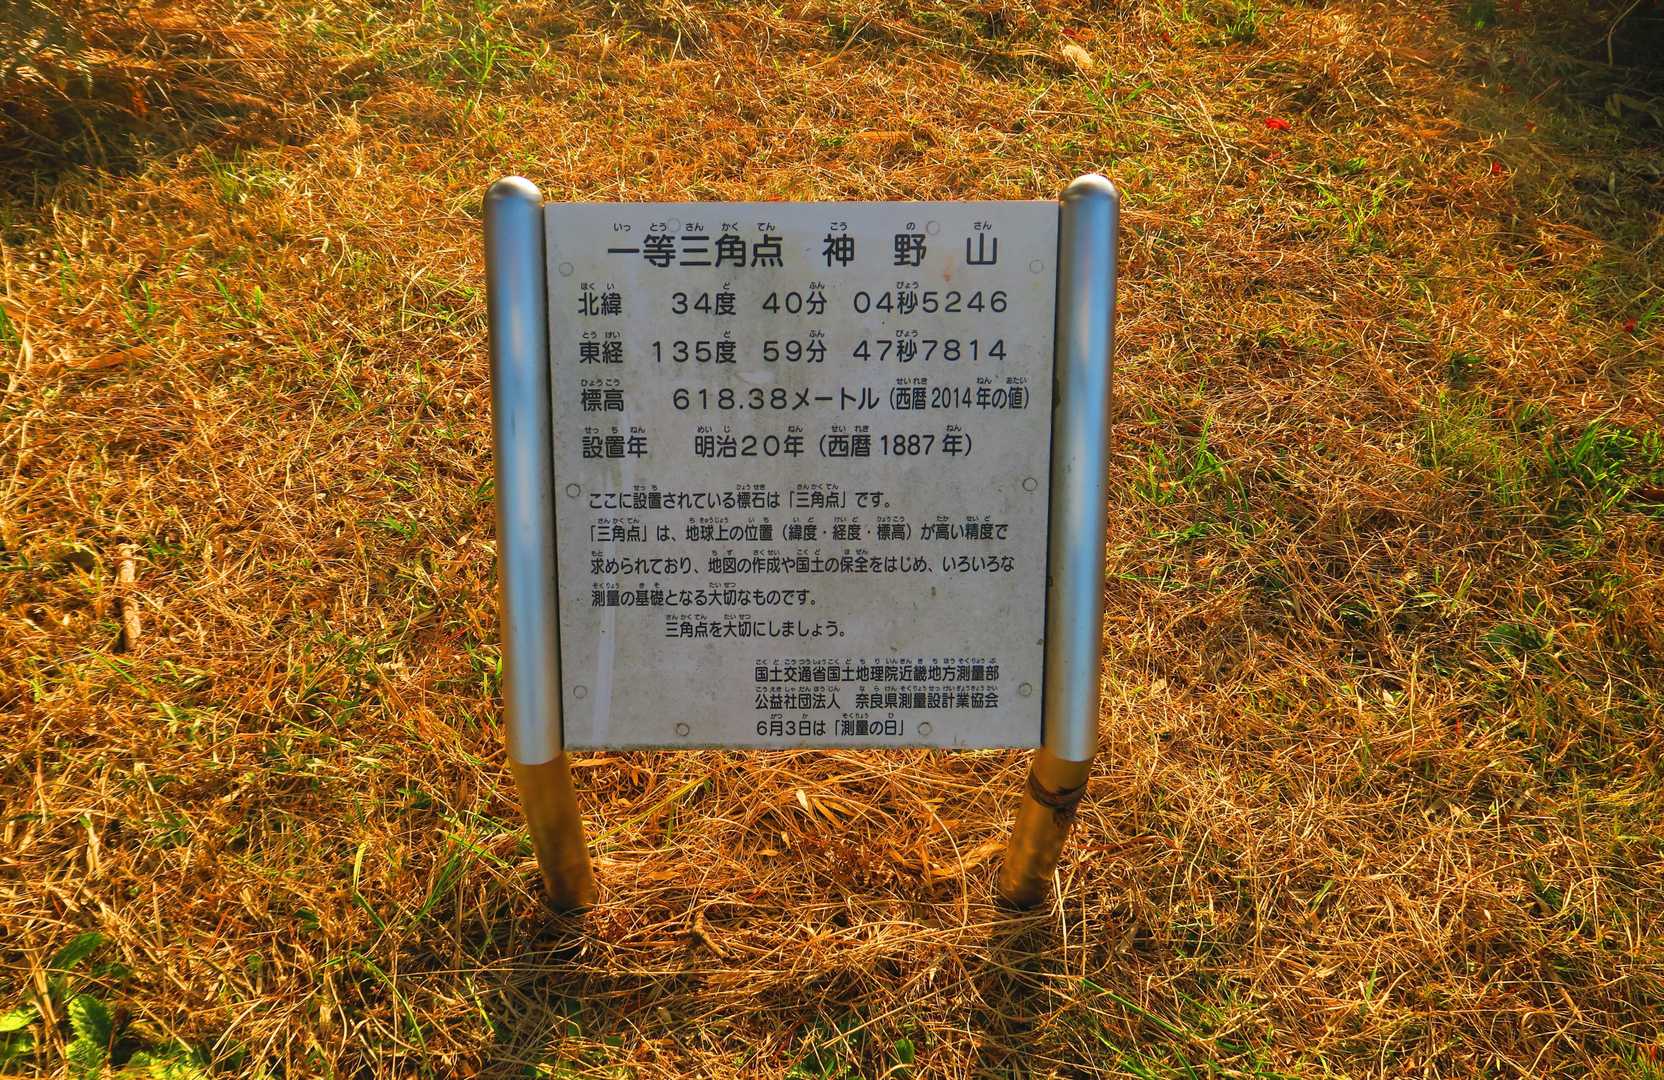 一等三角点　神　野　山
北緯　34度　40分　04秒5246
東経　135度　59分　47秒7814
標高　618.38メートル（西暦2014年の値）
設置年　明治20年（西暦1887年）
ここに設置されている標石は「三角点」です。
「三角点」は、地球上の位置（緯度・経度・標高）が高い精度で
求められており、地図の作成や国土の保全をはじめ、いろいろな
測量の基礎となる大切なものです。
三角点を大切にしましょう。
国土交通省国土地理院近畿地方測量部
公益社団法人　奈良県測量設計業協会
6月3日は「測量の日」